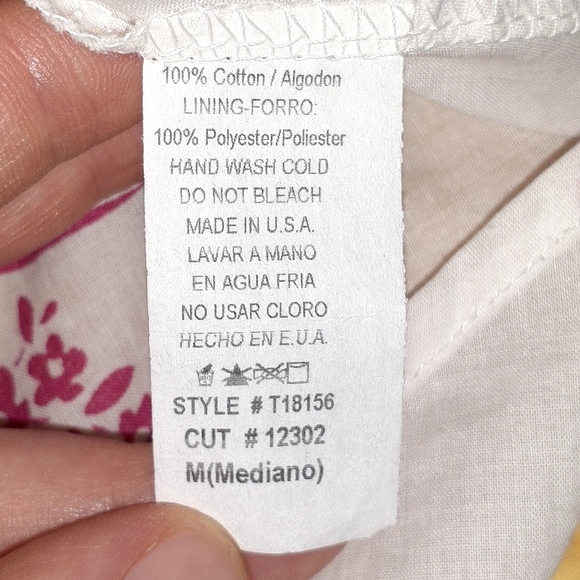 100% Cotton / Algodon
LINING-FORRO:
100% Polyester/Poliester
HAND WASH COLD
DO NOT BLEACH
MADE IN U.S.A.
LAVAR A MANO
EN AGUA FRIA
NO USAR CLORO
HECHO EN E.U.A.
STYLE # T18156
CUT # 12302
M(Mediano)